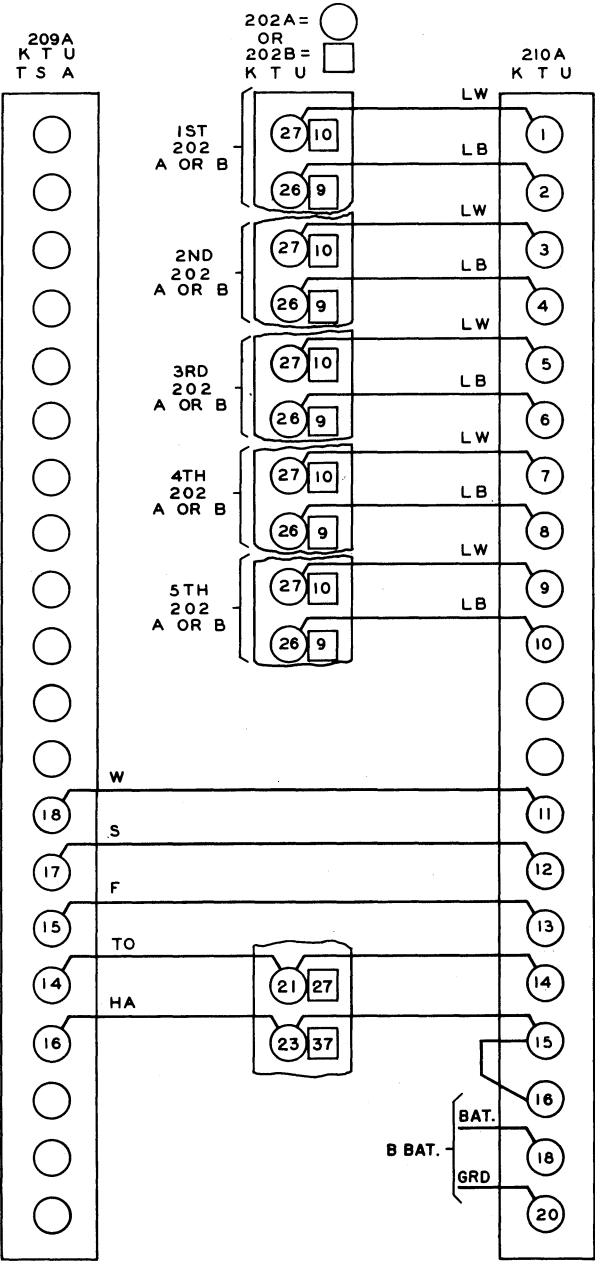 202A=
OR
202B=
K T U
209A
K T U
T S A
210A
K T U
1ST
202
A OR B
27 10
LW
1
26 9
LB
2
2ND
202
A OR B
27 10
LW
3
26 9
LB
4
3RD
202
A OR B
27 10
LW
5
26 9
LB
6
4TH
202
A OR B
27 10
LW
7
26 9
LB
8
5TH
202
A OR B
27 10
LW
9
26 9
LB
10
W
18
11
S
17
12
F
15
13
TO
14
21 27
14
HA
16
23 37
15
16
B BAT.
BAT.
18
GRD
20